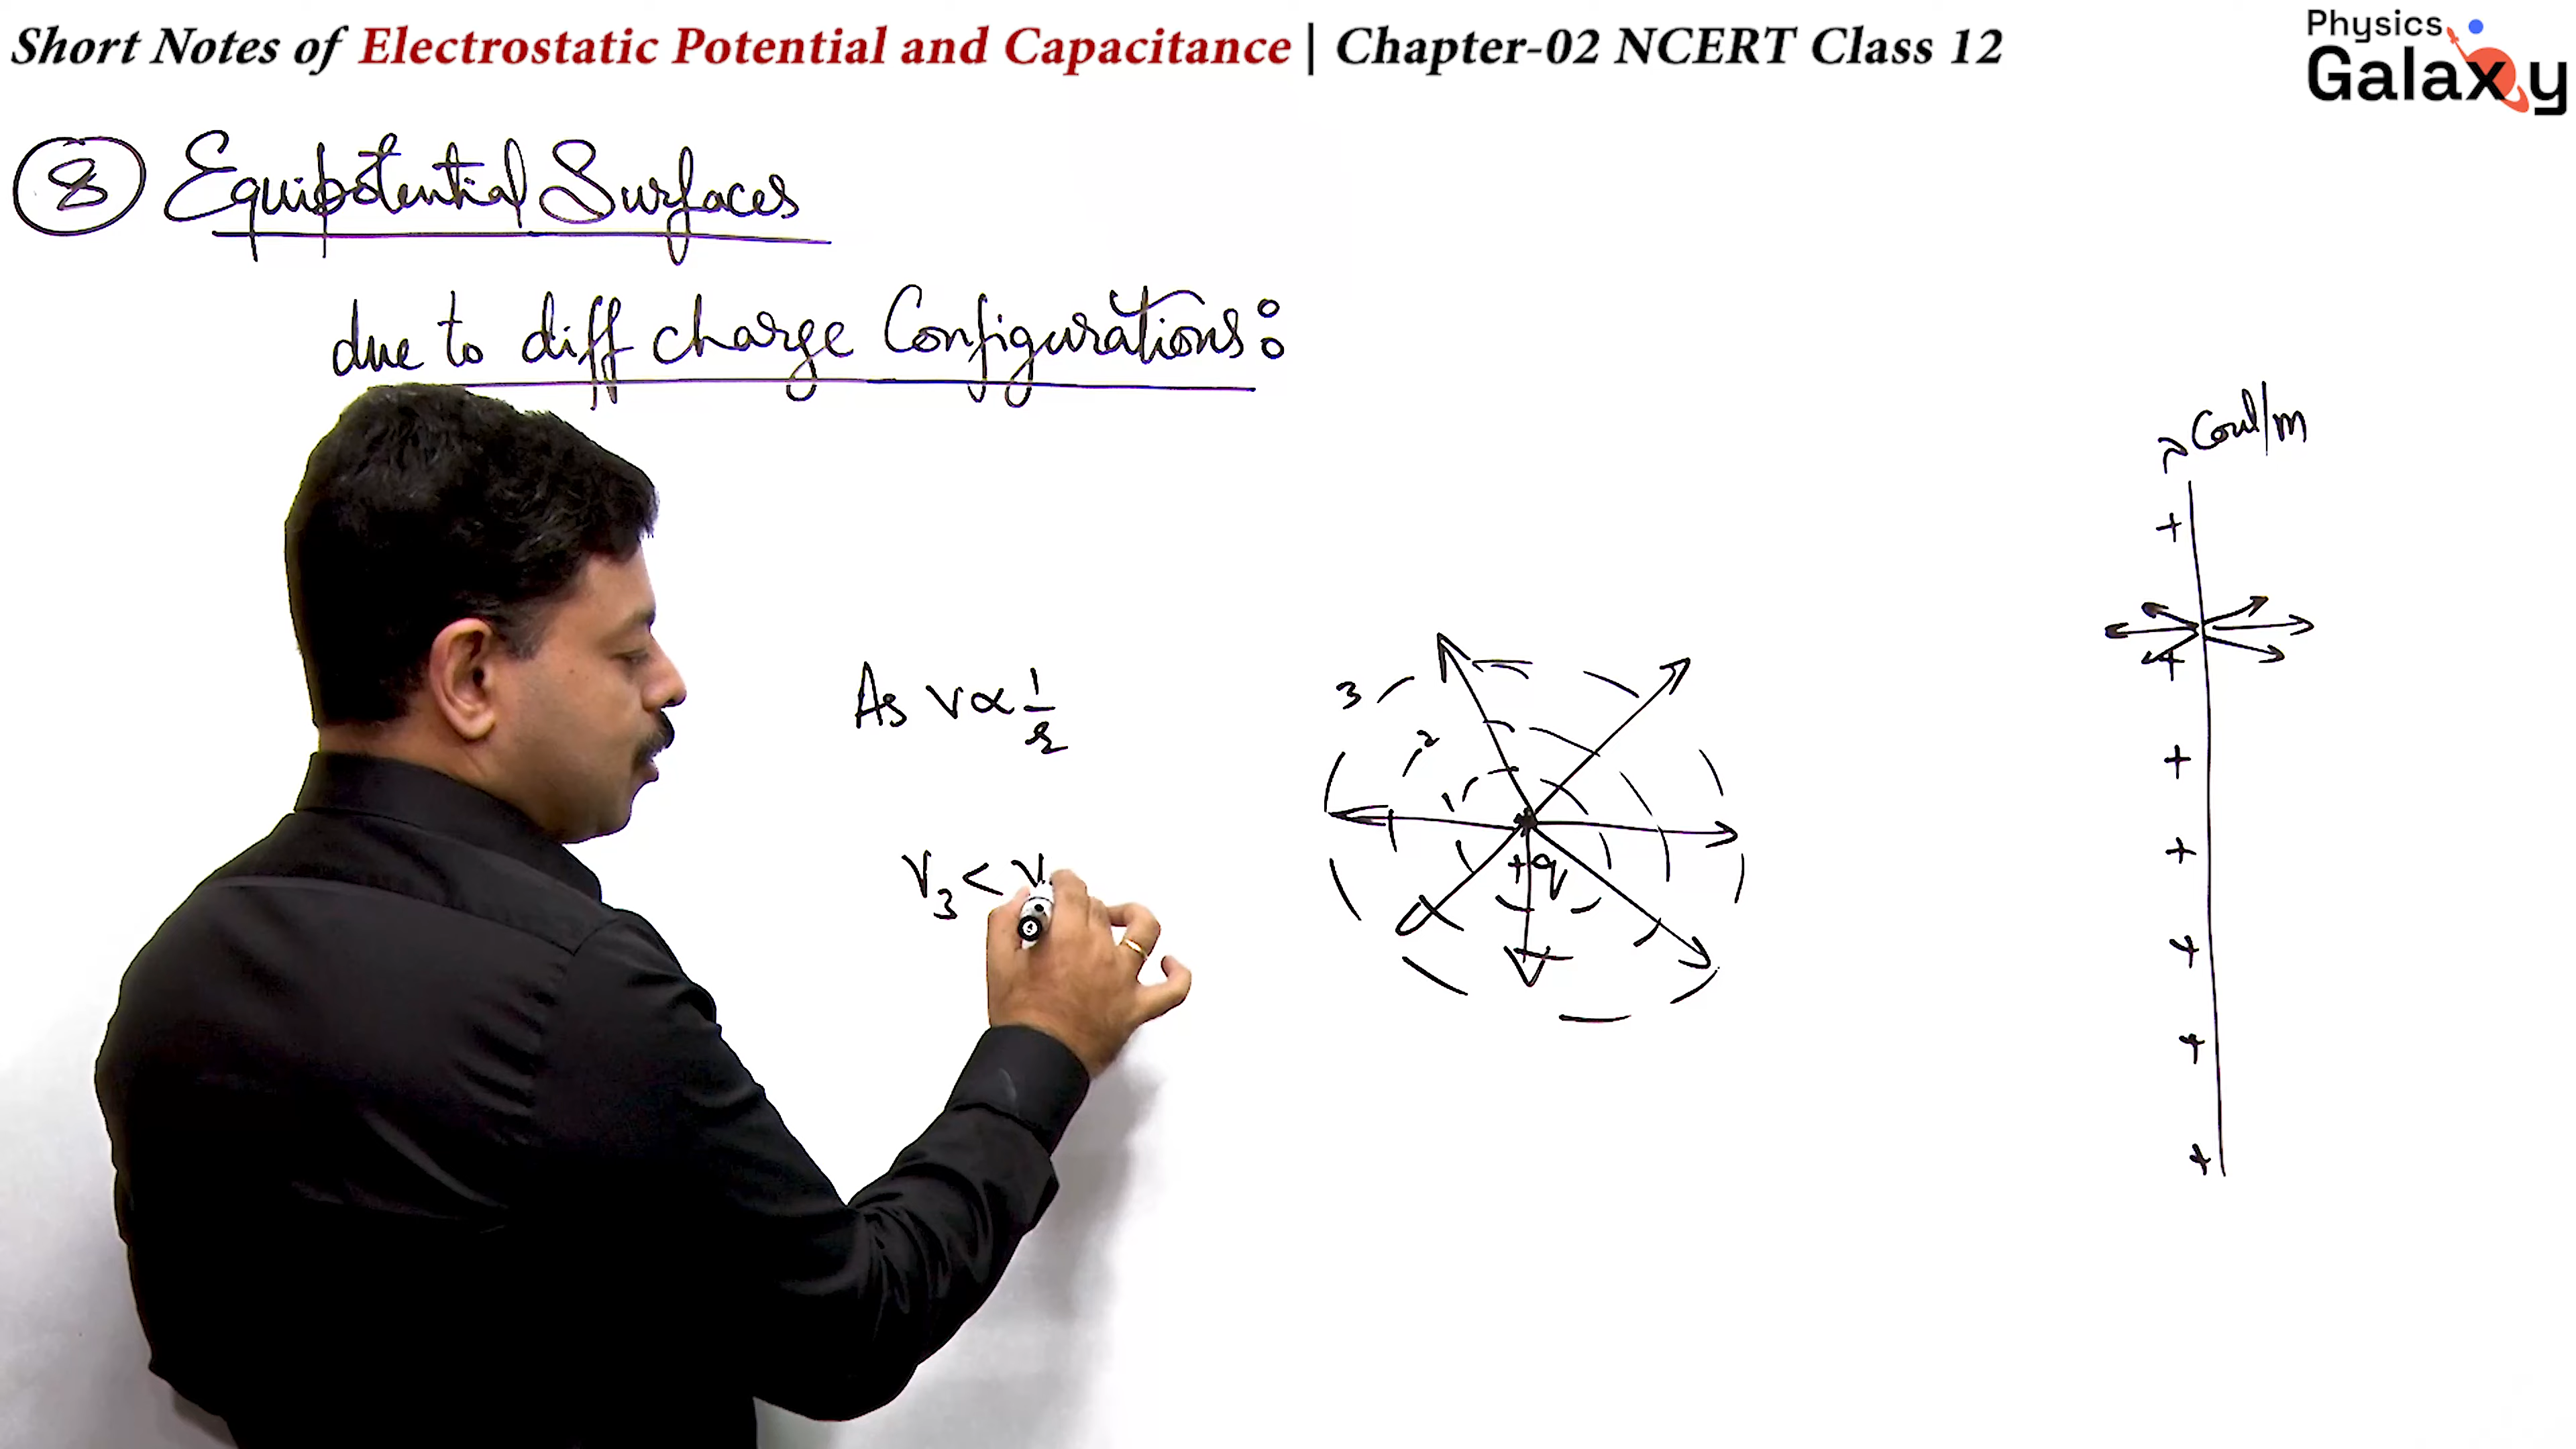 Short Notes of Electrostatic Potential and Capacitance | Chapter-02 NCERT Class 12
Physics
Galaxy
8 Equipotential Surfaces
due to diff charge Configurations:
λ Coul/m
+
+
+
+
+
+
+
As V ∝ 1/r
3
2
1
+q
V₃ < V